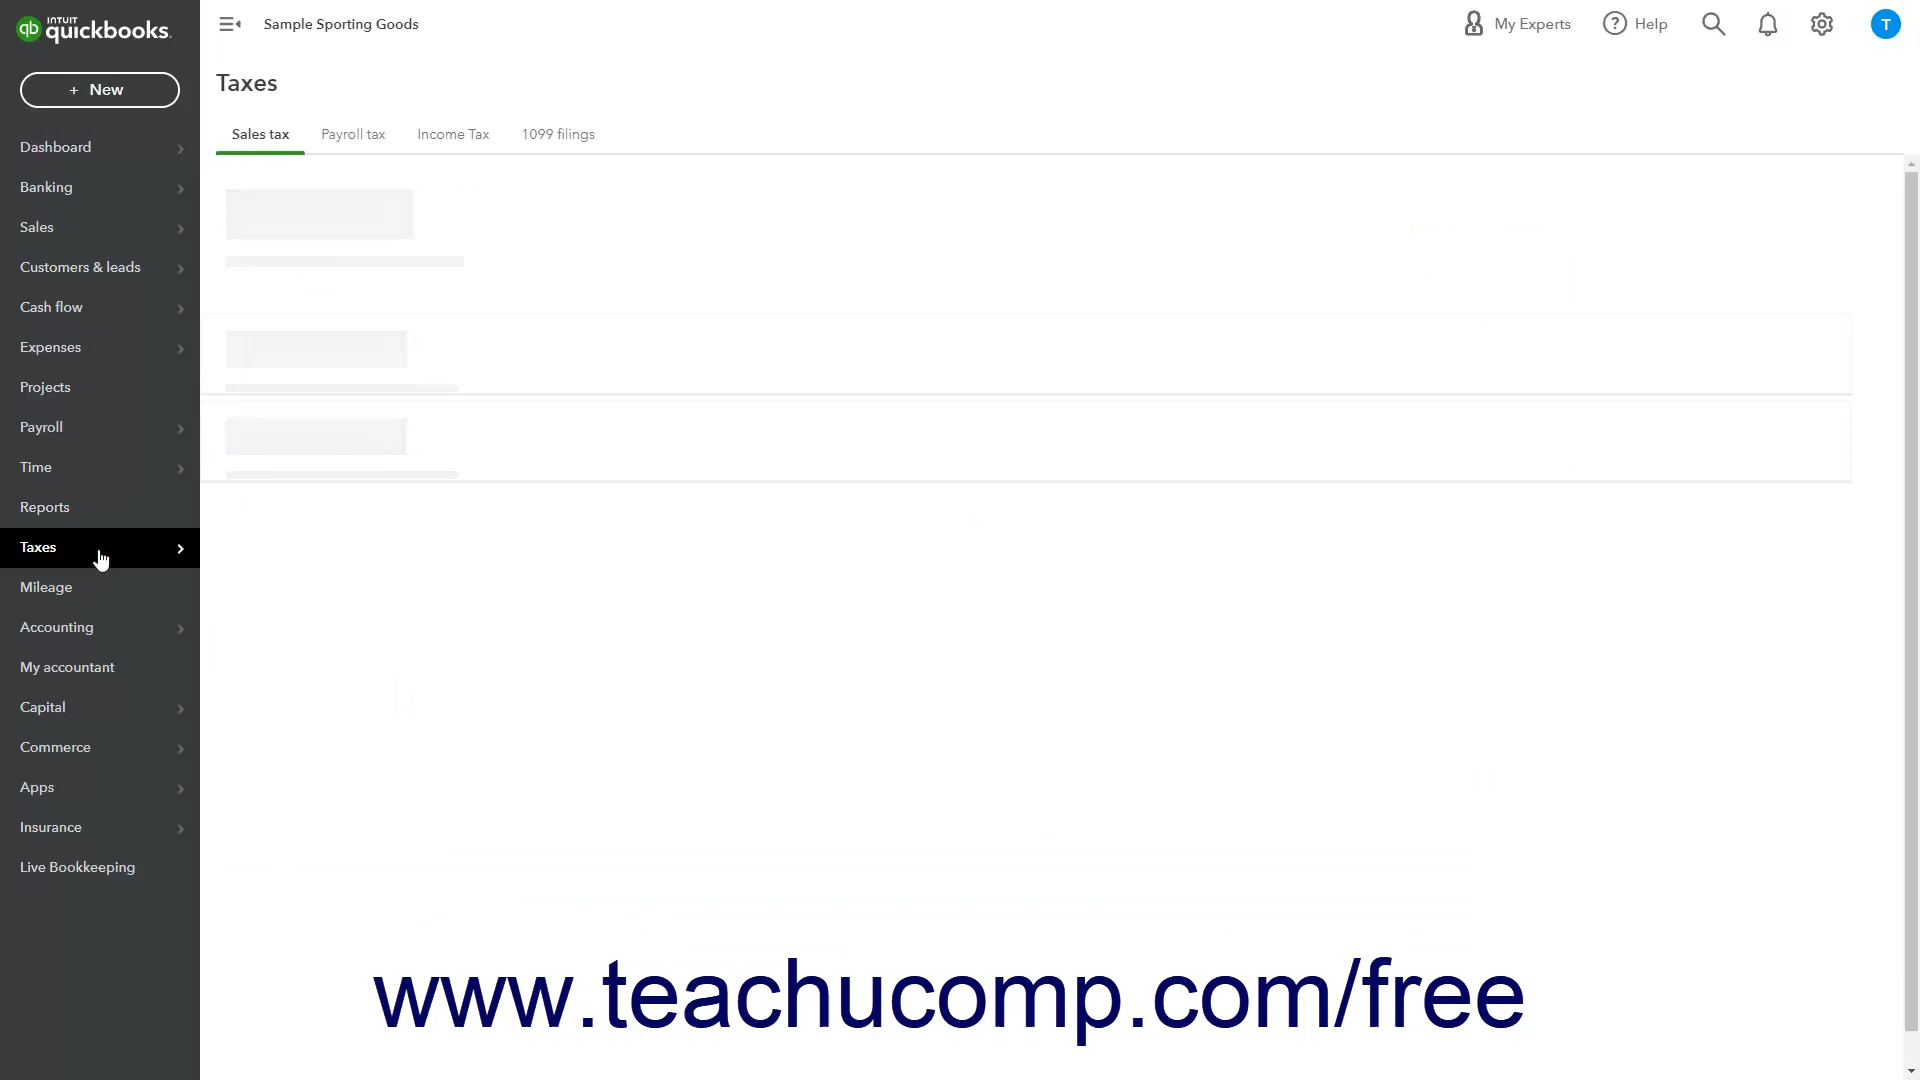 INTUIT
quickbooks.
Sample Sporting Goods
My Experts
Help
T
+ New
Taxes
Sales tax
Payroll tax
Income Tax
1099 filings
Dashboard
Banking
Sales
Customers & leads
Cash flow
Expenses
Projects
Payroll
Time
Reports
Taxes
Mileage
Accounting
My accountant
Capital
Commerce
Apps
Insurance
Live Bookkeeping
www.teachucomp.com/free